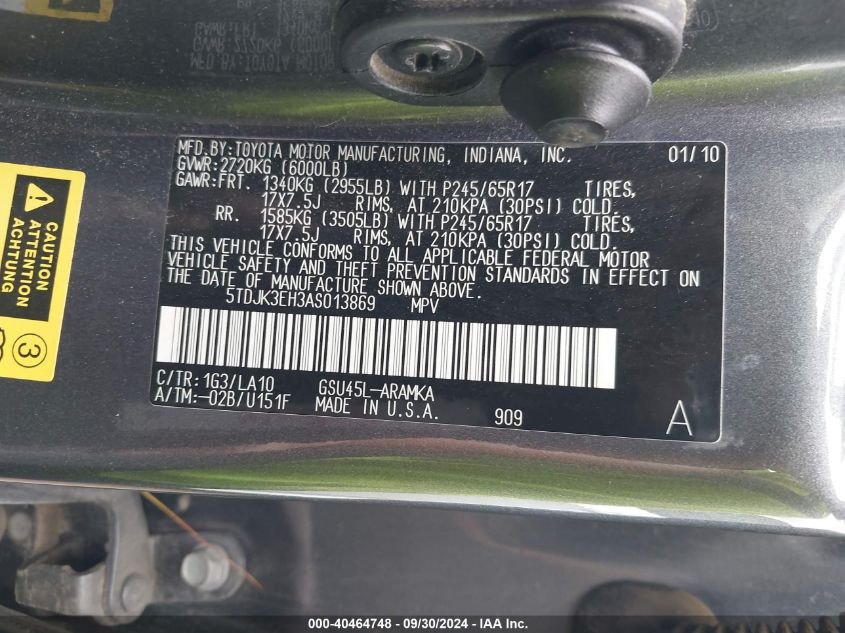 MFD.BY:TOYOTA MOTOR MANUFACTURING, INDIANA, INC. 01/10
GVWR:2720KG (6000LB)
GAWR:FRT. 1340KG (2955LB) WITH P245/65R17 TIRES,
17X7.5J RIMS, AT 210KPA (30PSI) COLD.
RR. 1585KG (3505LB) WITH P245/65R17 TIRES,
17X7.5J RIMS, AT 210KPA (30PSI) COLD.
THIS VEHICLE CONFORMS TO ALL APPLICABLE FEDERAL MOTOR
VEHICLE SAFETY AND THEFT PREVENTION STANDARDS IN EFFECT ON
THE DATE OF MANUFACTURE SHOWN ABOVE.
5TDJK3EH3AS013869 MPV
C/TR:1G3/LA10 GSU45L-ARAMKA
A/TM:-02B/U151F MADE IN U.S.A. 909 A
CAUTION
ATTENTION
ACHTUNG
3
000-40464748 - 09/30/2024 - IAA Inc.